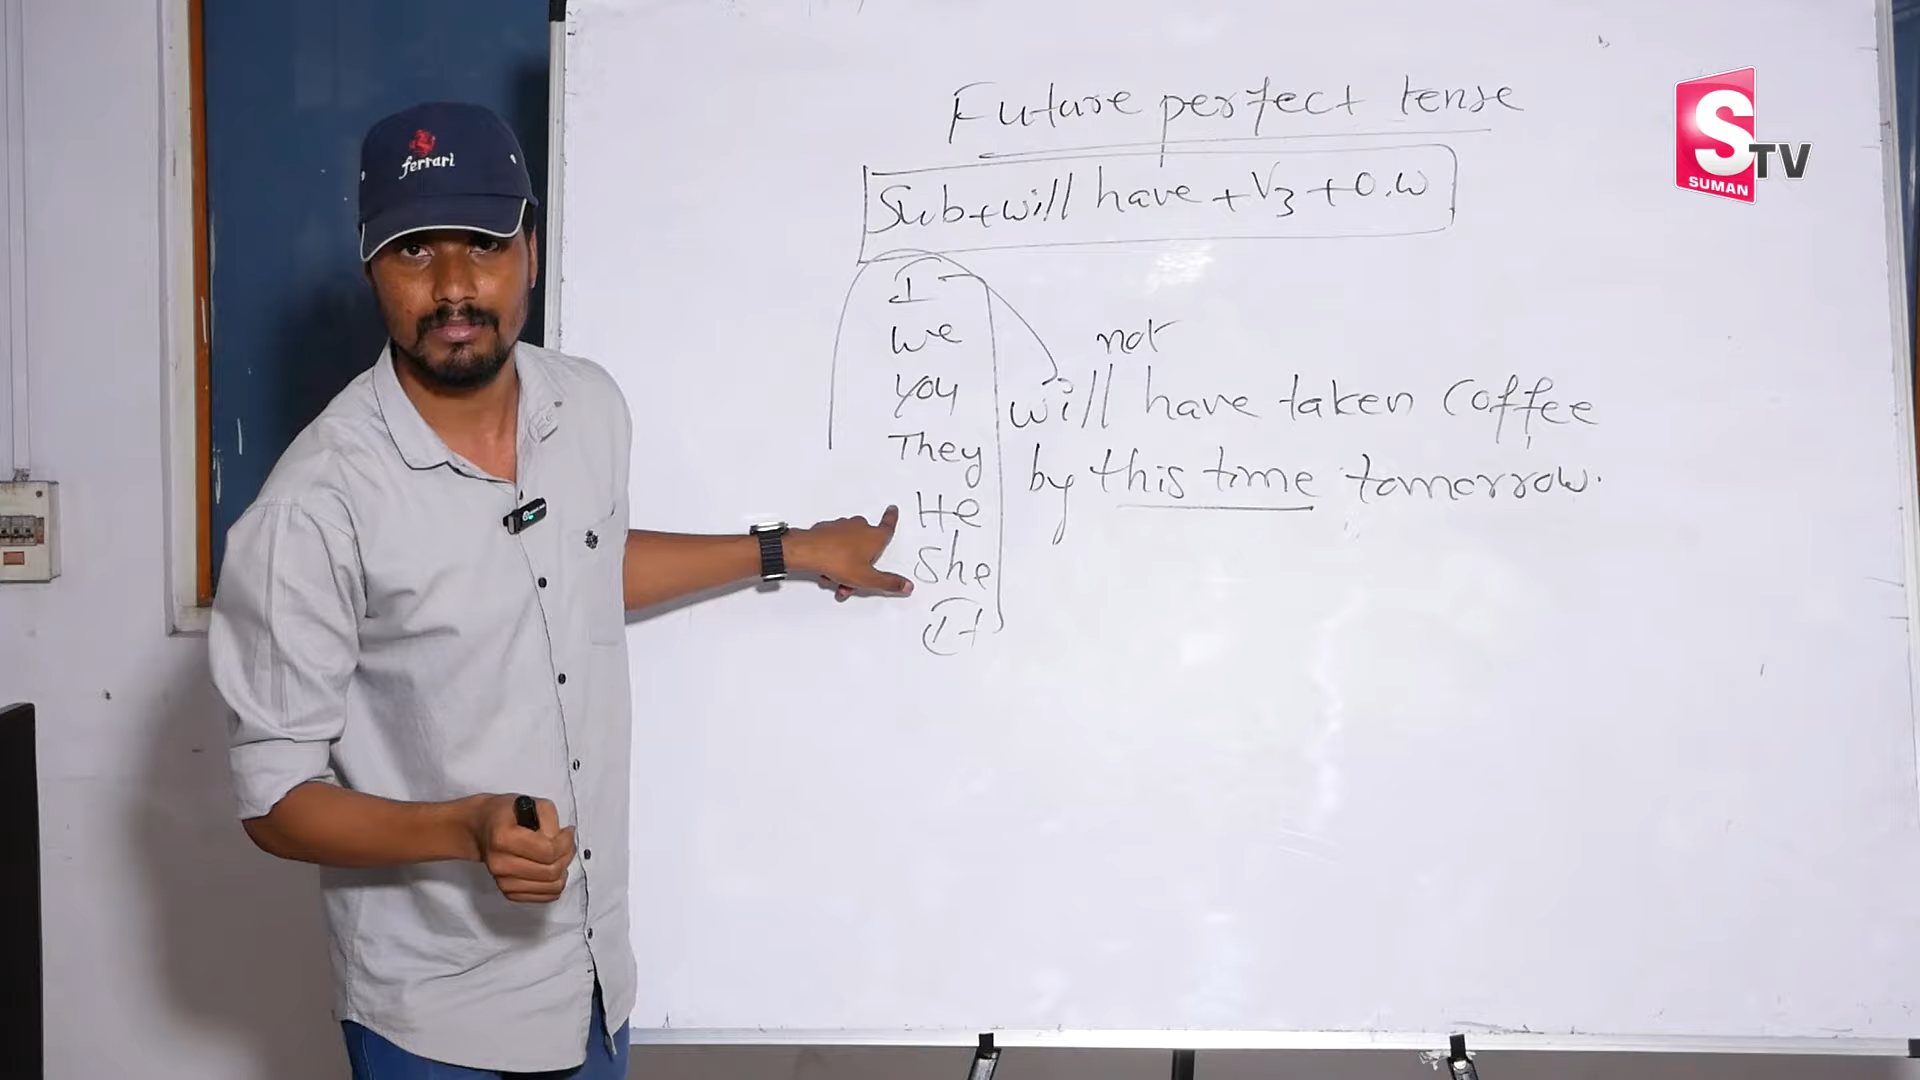 Future perfect tense
Sub+will have +V3+O.W
I
we
you
They
He
She
It
not
will have taken coffee
by this time tomorrow.
ferrari
S TV
SUMAN